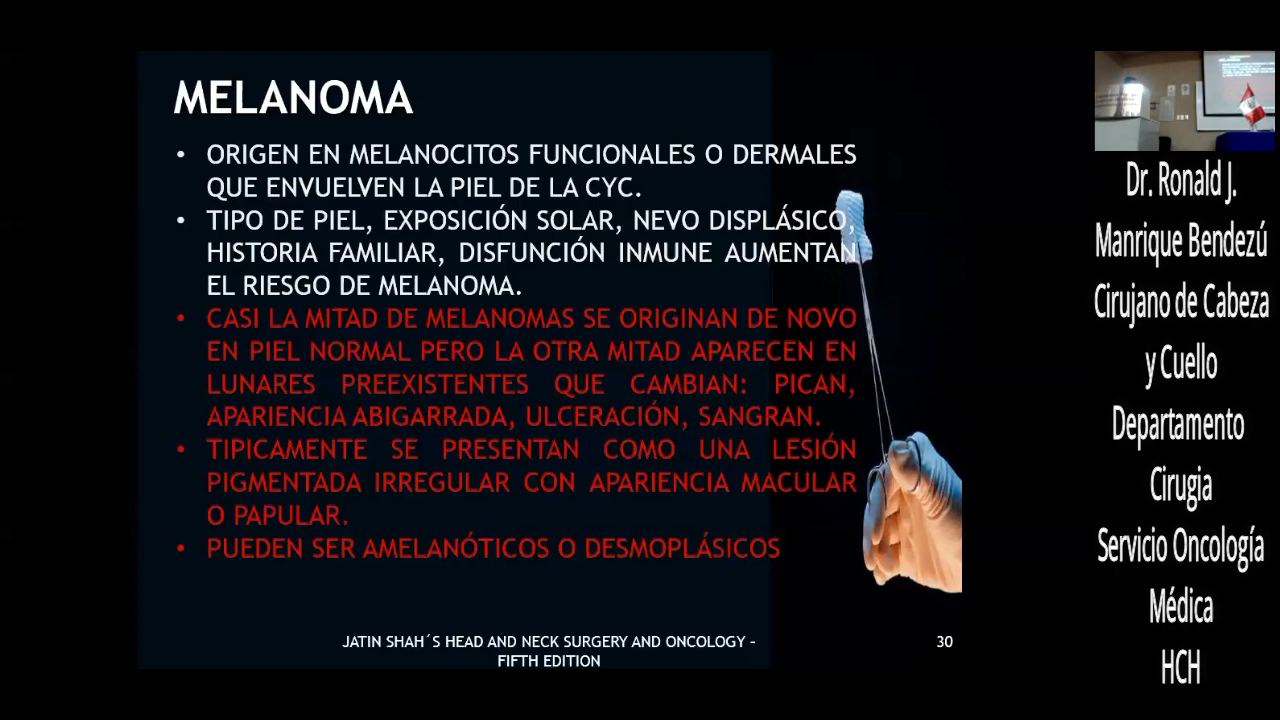 MELANOMA
• ORIGEN EN MELANOCITOS FUNCIONALES O DERMALES
QUE ENVUELVEN LA PIEL DE LA CYC.
• TIPO DE PIEL, EXPOSICIÓN SOLAR, NEVO DISPLÁSICO,
HISTORIA FAMILIAR, DISFUNCIÓN INMUNE AUMENTAN
EL RIESGO DE MELANOMA.
• CASI LA MITAD DE MELANOMAS SE ORIGINAN DE NOVO
EN PIEL NORMAL PERO LA OTRA MITAD APARECEN EN
LUNARES PREEXISTENTES QUE CAMBIAN: PICAN,
APARIENCIA ABIGARRADA, ULCERACIÓN, SANGRAN.
• TIPICAMENTE SE PRESENTAN COMO UNA LESIÓN
PIGMENTADA IRREGULAR CON APARIENCIA MACULAR
O PAPULAR.
• PUEDEN SER AMELANÓTICOS O DESMOPLÁSICOS
JATIN SHAH´S HEAD AND NECK SURGERY AND ONCOLOGY –
FIFTH EDITION
30
Dr. Ronald J.
Manrique Bendezú
Cirujano de Cabeza
y Cuello
Departamento
Cirugia
Servicio Oncología
Médica
HCH